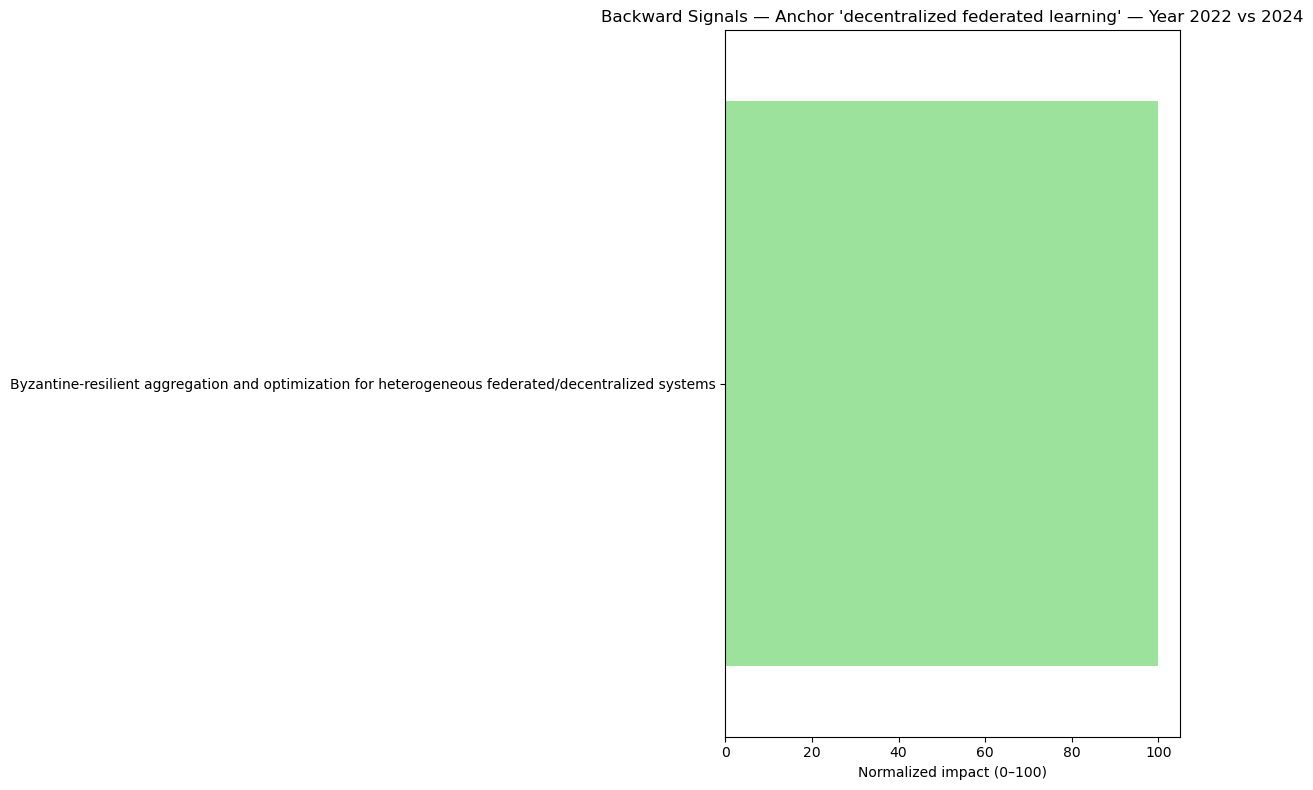 Backward Signals — Anchor 'decentralized federated learning' — Year 2022 vs 2024
Byzantine-resilient aggregation and optimization for heterogeneous federated/decentralized systems
0 20 40 60 80 100
Normalized impact (0–100)